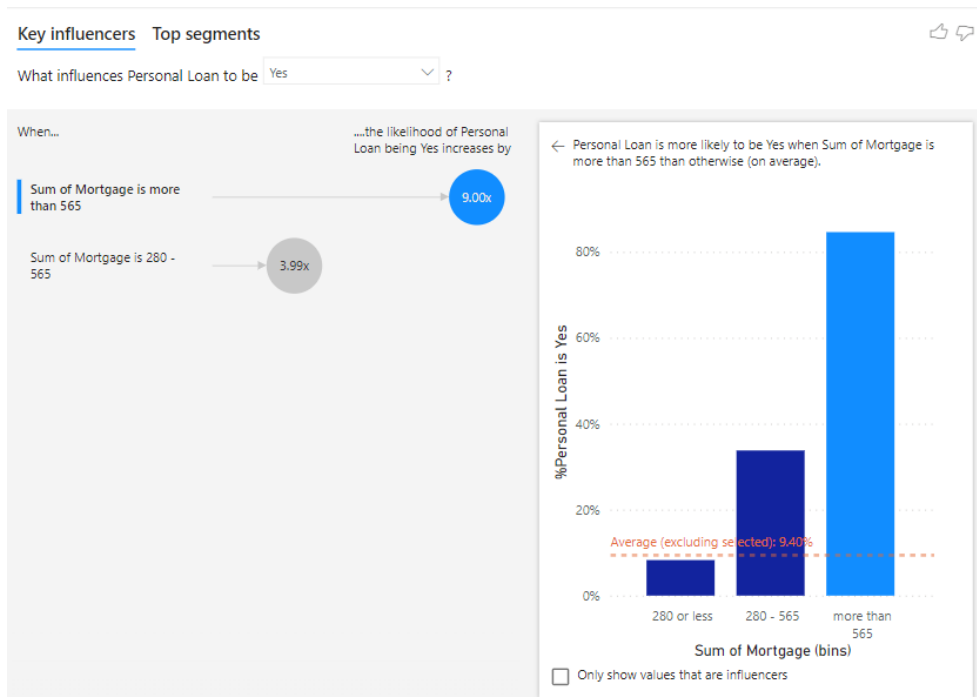 Key influencers Top segments
What influences Personal Loan to be Yes ?
When...
....the likelihood of Personal
Loan being Yes increases by
Sum of Mortgage is more
than 565
9.00x
Sum of Mortgage is 280 -
565
3.99x
Personal Loan is more likely to be Yes when Sum of Mortgage is
more than 565 than otherwise (on average).
%Personal Loan is Yes
80%
60%
40%
20%
0%
Average (excluding selected): 9.40%
280 or less
280 - 565
more than
565
Sum of Mortgage (bins)
Only show values that are influencers